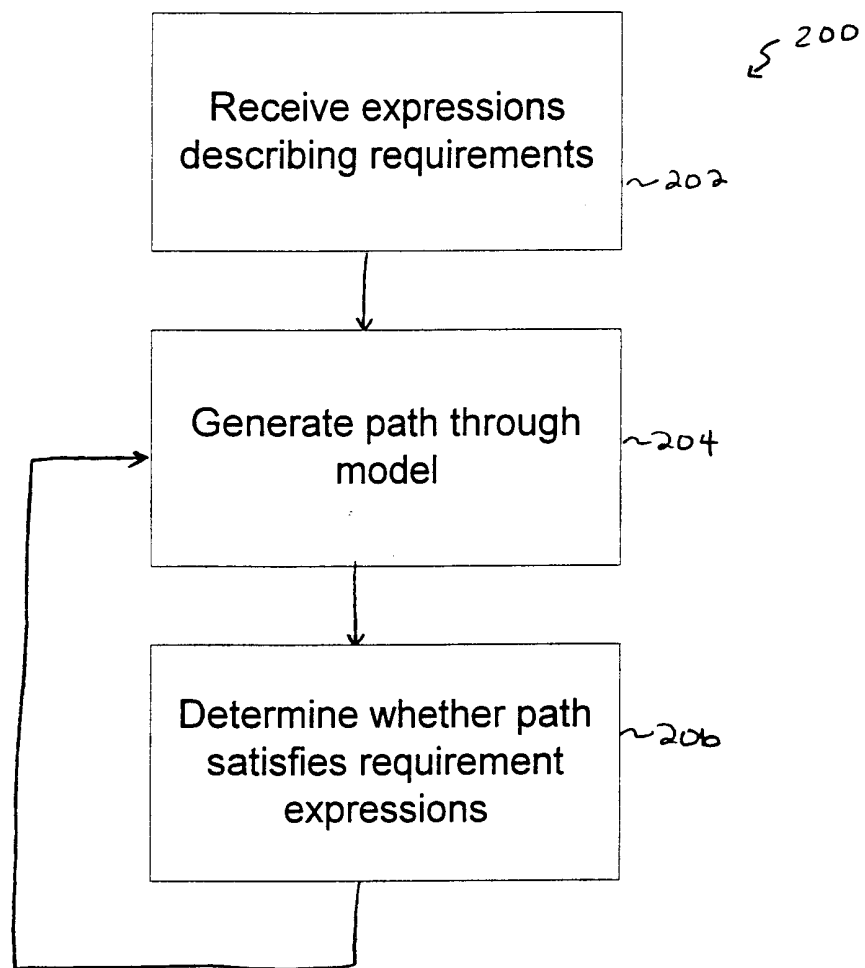 200
Receive expressions
describing requirements
~202
Generate path through
model
~204
Determine whether path
satisfies requirement
expressions
~206